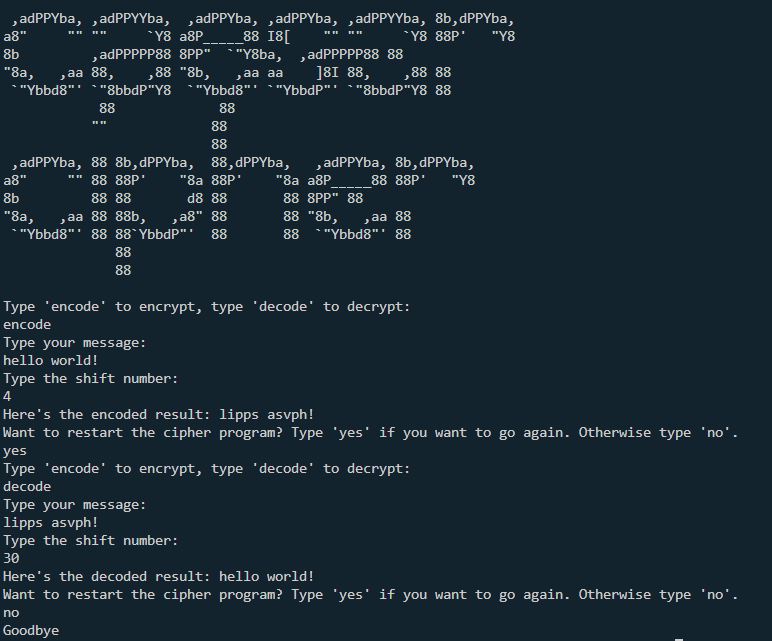 ,adPPYba, ,adPPYYba,  ,adPPYba, ,adPPYba, ,adPPYYba, 8b,dPPYba,
a8"     "" ""     `Y8 a8P_____88 I8[    "" ""     `Y8 88P'   "Y8
8b         ,adPPPPP88 8PP"  `"Y8ba,  ,adPPPPP88 88
"8a,   ,aa 88,    ,88 "8b,   ,aa aa    ]8I 88,    ,88 88
 `"Ybbd8"' `"8bbdP"Y8  `"Ybbd8"' `"YbbdP"' `"8bbdP"Y8 88
            88             88
           ""             88
                          88
 ,adPPYba, 88 8b,dPPYba,  88,dPPYba,   ,adPPYba, 8b,dPPYba,
a8"     "" 88 88P'    "8a 88P'    "8a a8P_____88 88P'   "Y8
8b         88 88       d8 88       88 8PP" 88
"8a,   ,aa 88 88b,   ,a8" 88       88 "8b,   ,aa 88
 `"Ybbd8"' 88 88`YbbdP"'  88       88  `"Ybbd8"' 88
              88
              88
Type 'encode' to encrypt, type 'decode' to decrypt:
encode
Type your message:
hello world!
Type the shift number:
4
Here's the encoded result: lipps asvph!
Want to restart the cipher program? Type 'yes' if you want to go again. Otherwise type 'no'.
yes
Type 'encode' to encrypt, type 'decode' to decrypt:
decode
Type your message:
lipps asvph!
Type the shift number:
30
Here's the decoded result: hello world!
Want to restart the cipher program? Type 'yes' if you want to go again. Otherwise type 'no'.
no
Goodbye